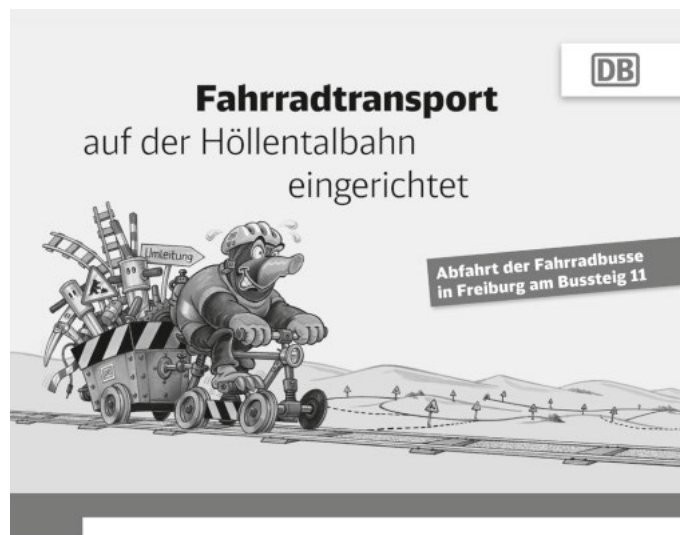 DB
Fahrradtransport
auf der Höllentalbahn
eingerichtet
Umleitung
Abfahrt der Fahrradbusse
in Freiburg am Bussteig 11